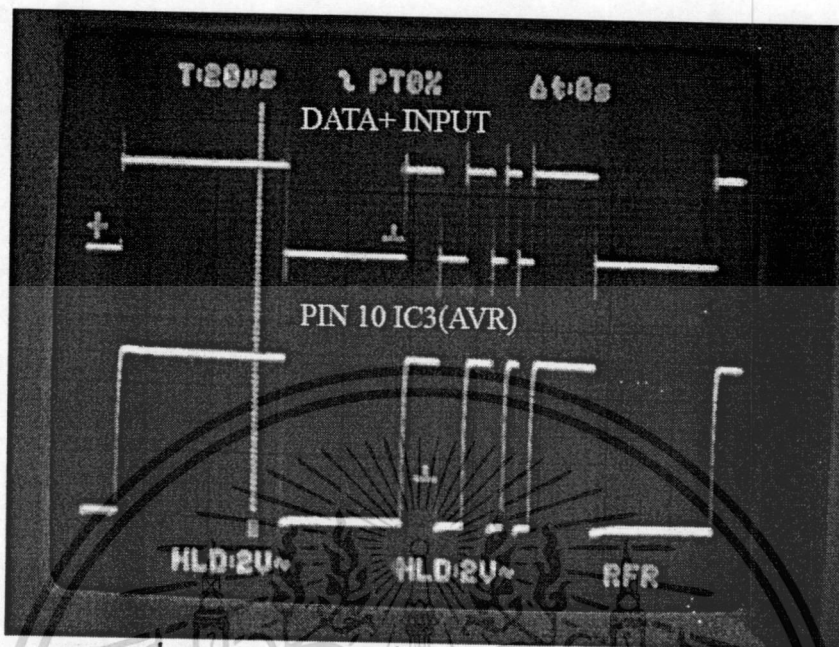 T:20µs ⍂ PT0% Δt:0s
DATA+ INPUT
PIN 10 IC3(AVR)
HLD:2V~ HLD:2V~ RFR